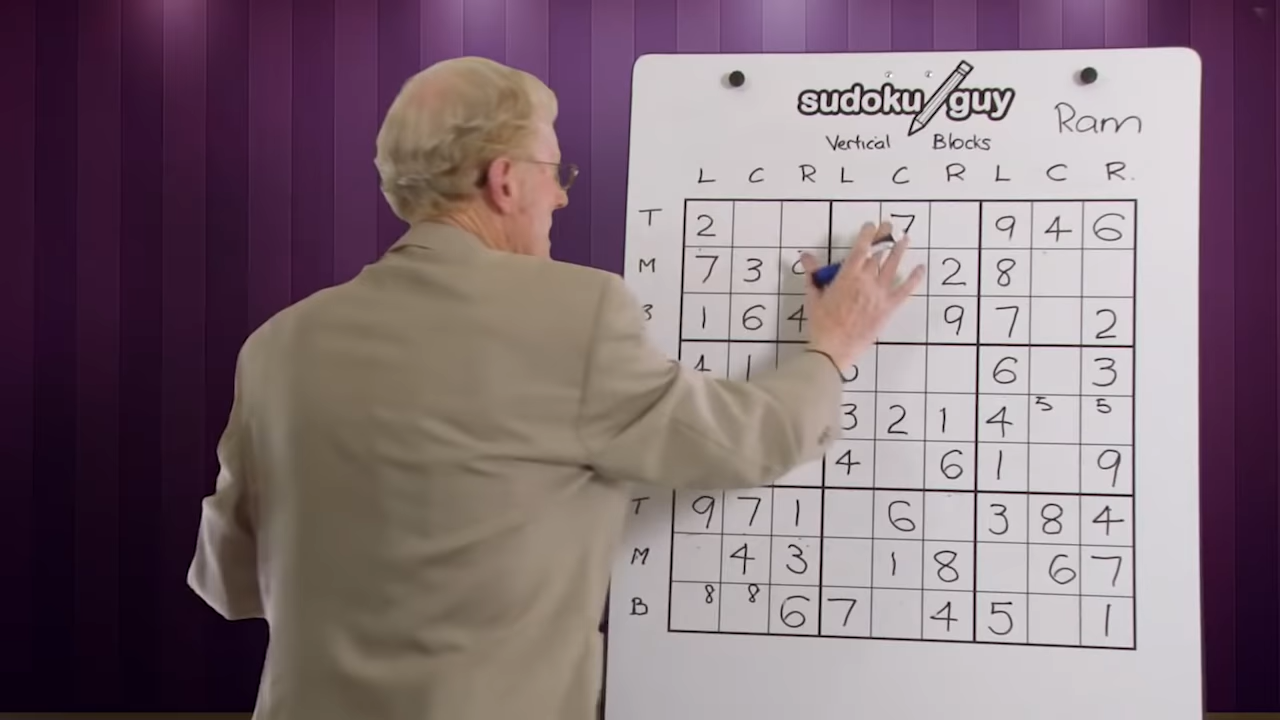 sudoku guy
Ram
Vertical Blocks
L C R L C R L C R.
T 2 7 9 4 6
M 7 3 2 8
1 6 4 9 7 2
1 6 3
3 2 1 4 5 5
4 6 1 9
T 9 7 1 6 3 8 4
M 4 3 1 8 6 7
B 8 8 6 7 4 5 1